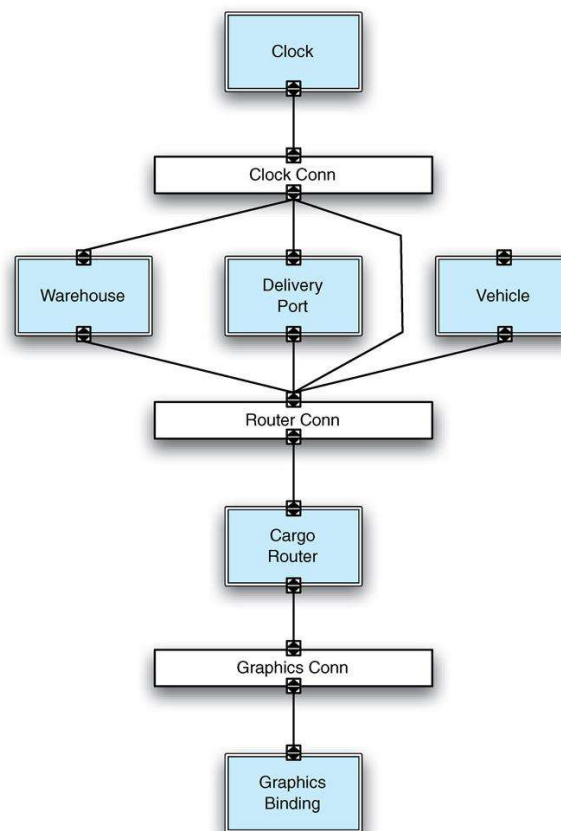 Clock
Clock Conn
Warehouse
Delivery
Port
Vehicle
Router Conn
Cargo
Router
Graphics Conn
Graphics
Binding